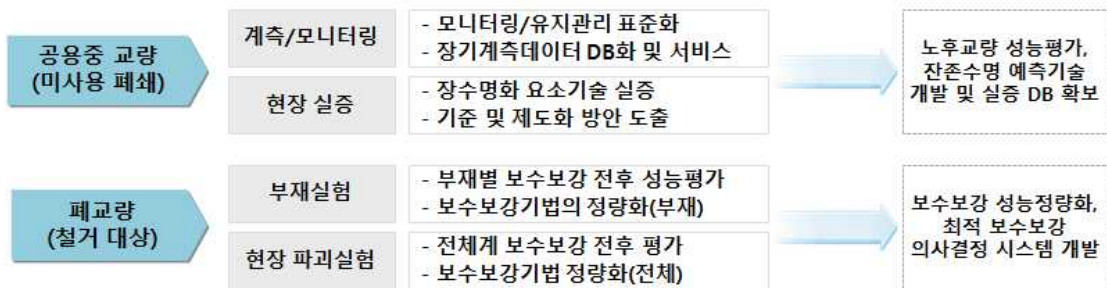 공용중 교량
(미사용 폐쇄)
계측/모니터링
- 모니터링/유지관리 표준화
- 장기계측데이터 DB화 및 서비스
현장 실증
- 장수명화 요소기술 실증
- 기준 및 제도화 방안 도출
노후교량 성능평가,
잔존수명 예측기술
개발 및 실증 DB 확보
폐교량
(철거 대상)
부재실험
- 부재별 보수보강 전후 성능평가
- 보수보강기법의 정량화(부재)
현장 파괴실험
- 전체계 보수보강 전후 평가
- 보수보강기법 정량화(전체)
보수보강 성능정량화,
최적 보수보강
의사결정 시스템 개발